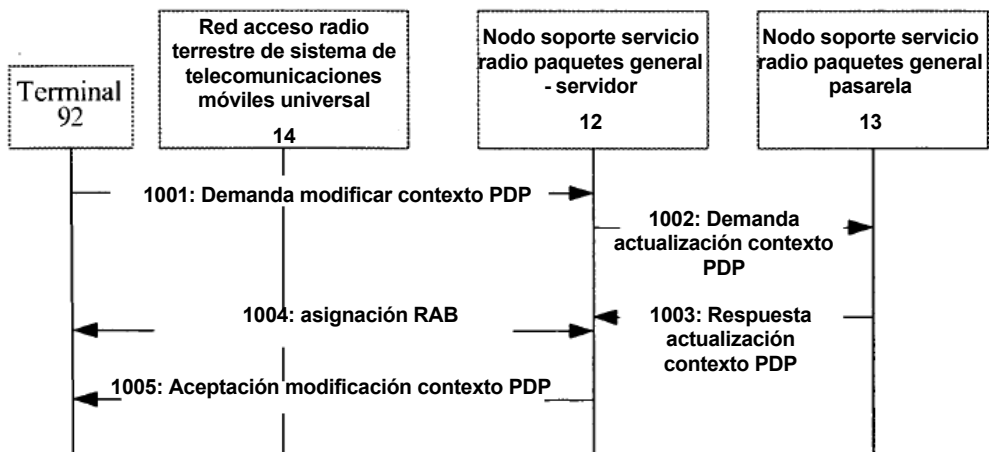 Terminal
92
Red acceso radio
terrestre de sistema de
telecomunicaciones
móviles universal
14
Nodo soporte servicio
radio paquetes general
- servidor
12
Nodo soporte servicio
radio paquetes general
pasarela
13
1001: Demanda modificar contexto PDP
1002: Demanda
actualización contexto
PDP
1004: asignación RAB
1003: Respuesta
actualización
contexto PDP
1005: Aceptación modificación contexto PDP